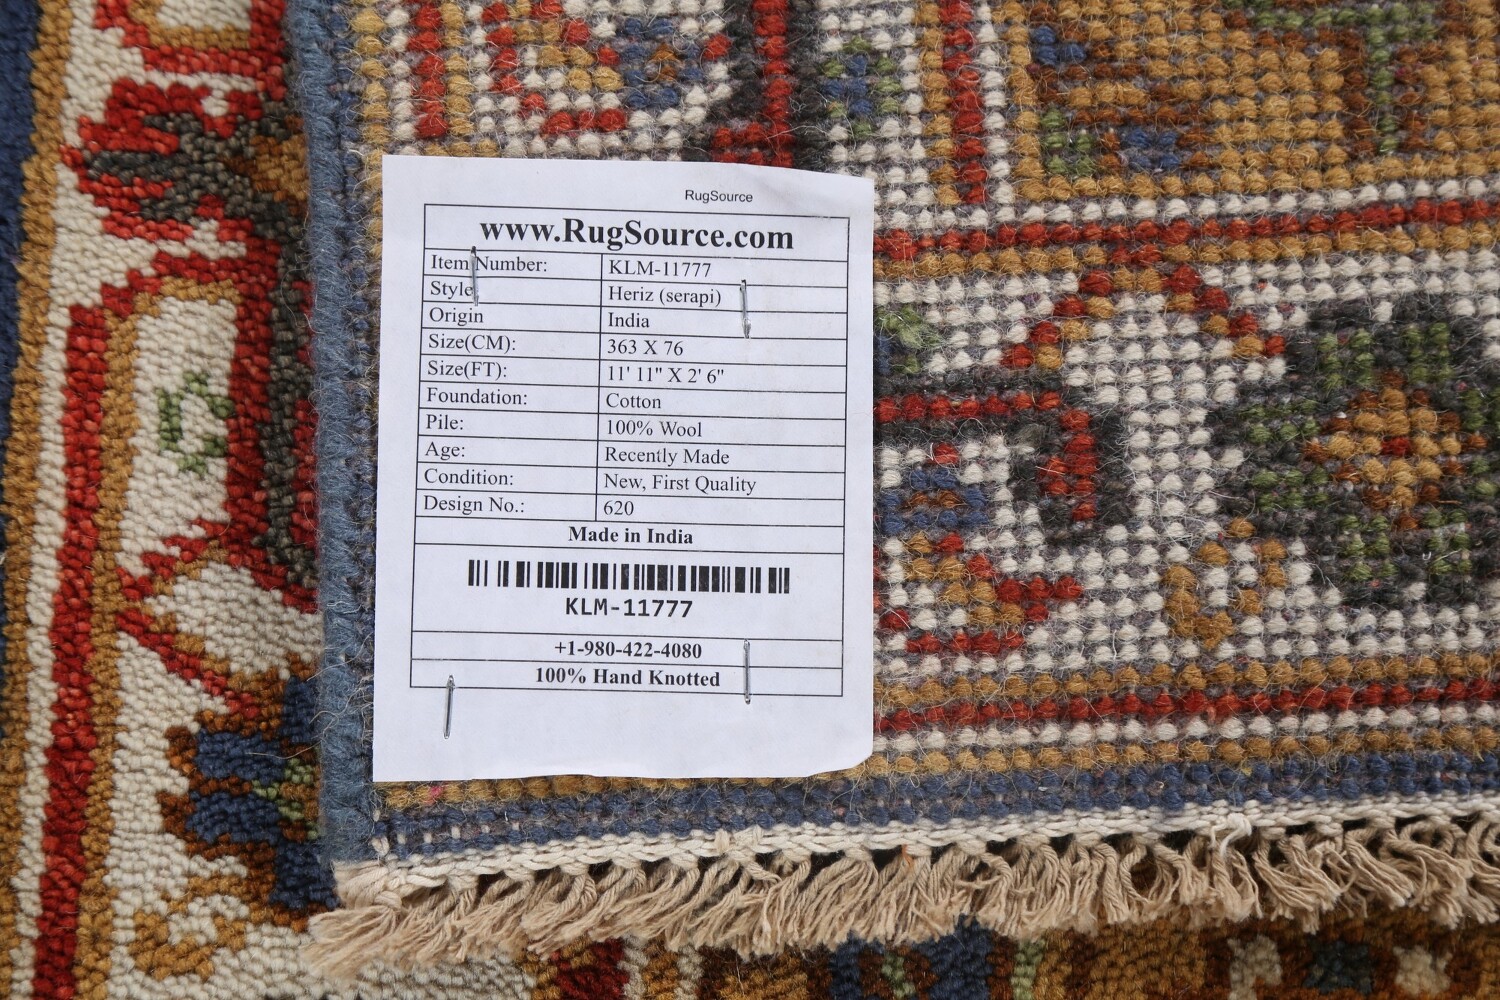 RugSource
www.RugSource.com
Item Number: KLM-11777
Style Heriz (serapi)
Origin India
Size(CM): 363 X 76
Size(FT): 11' 11" X 2' 6"
Foundation: Cotton
Pile: 100% Wool
Age: Recently Made
Condition: New, First Quality
Design No.: 620
Made in India
KLM-11777
+1-980-422-4080
100% Hand Knotted